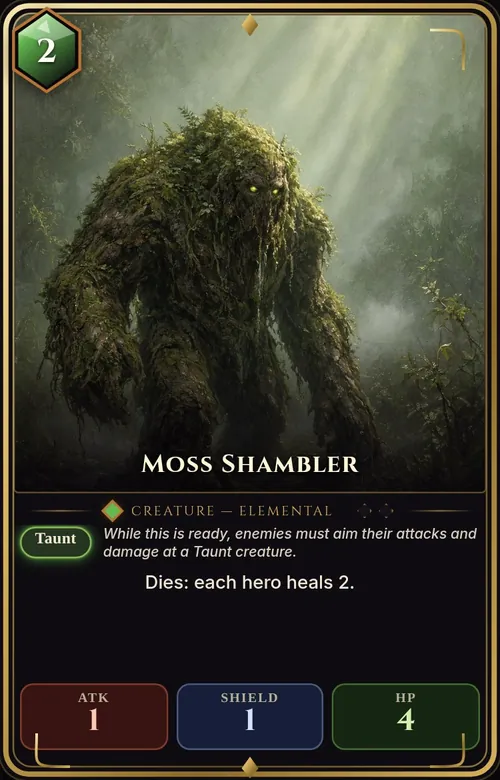 2
Moss Shambler
CREATURE — ELEMENTAL
Taunt
While this is ready, enemies must aim their attacks and
damage at a Taunt creature.
Dies: each hero heals 2.
ATK
1
SHIELD
1
HP
4